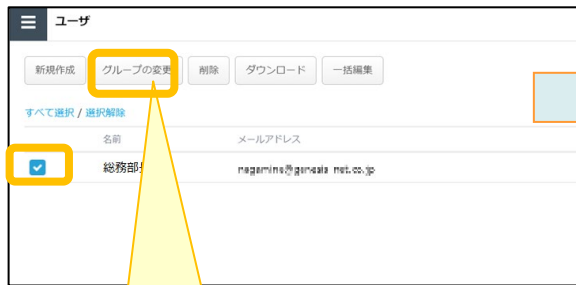 ユーザ
新規作成 グループの変更 削除 ダウンロード 一括編集
すべて選択 / 選択解除
名前 メールアドレス
総務部